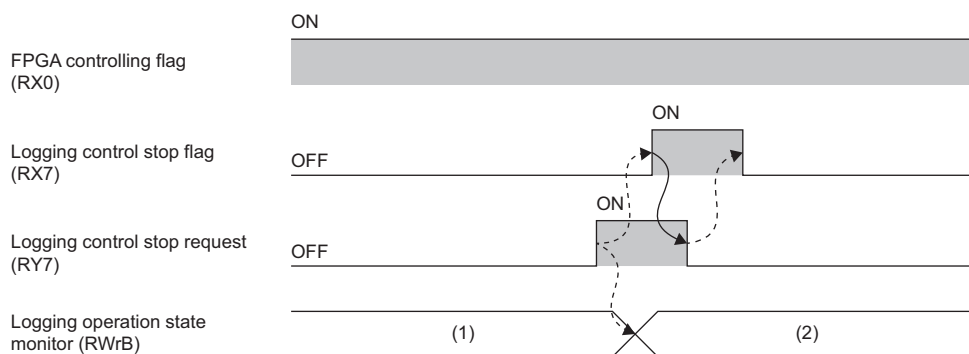 ON
FPGA controlling flag
(RX0)
ON
Logging control stop flag
(RX7)
OFF
ON
Logging control stop request
(RY7)
OFF
Logging operation state
monitor (RWrB)
(1)
(2)